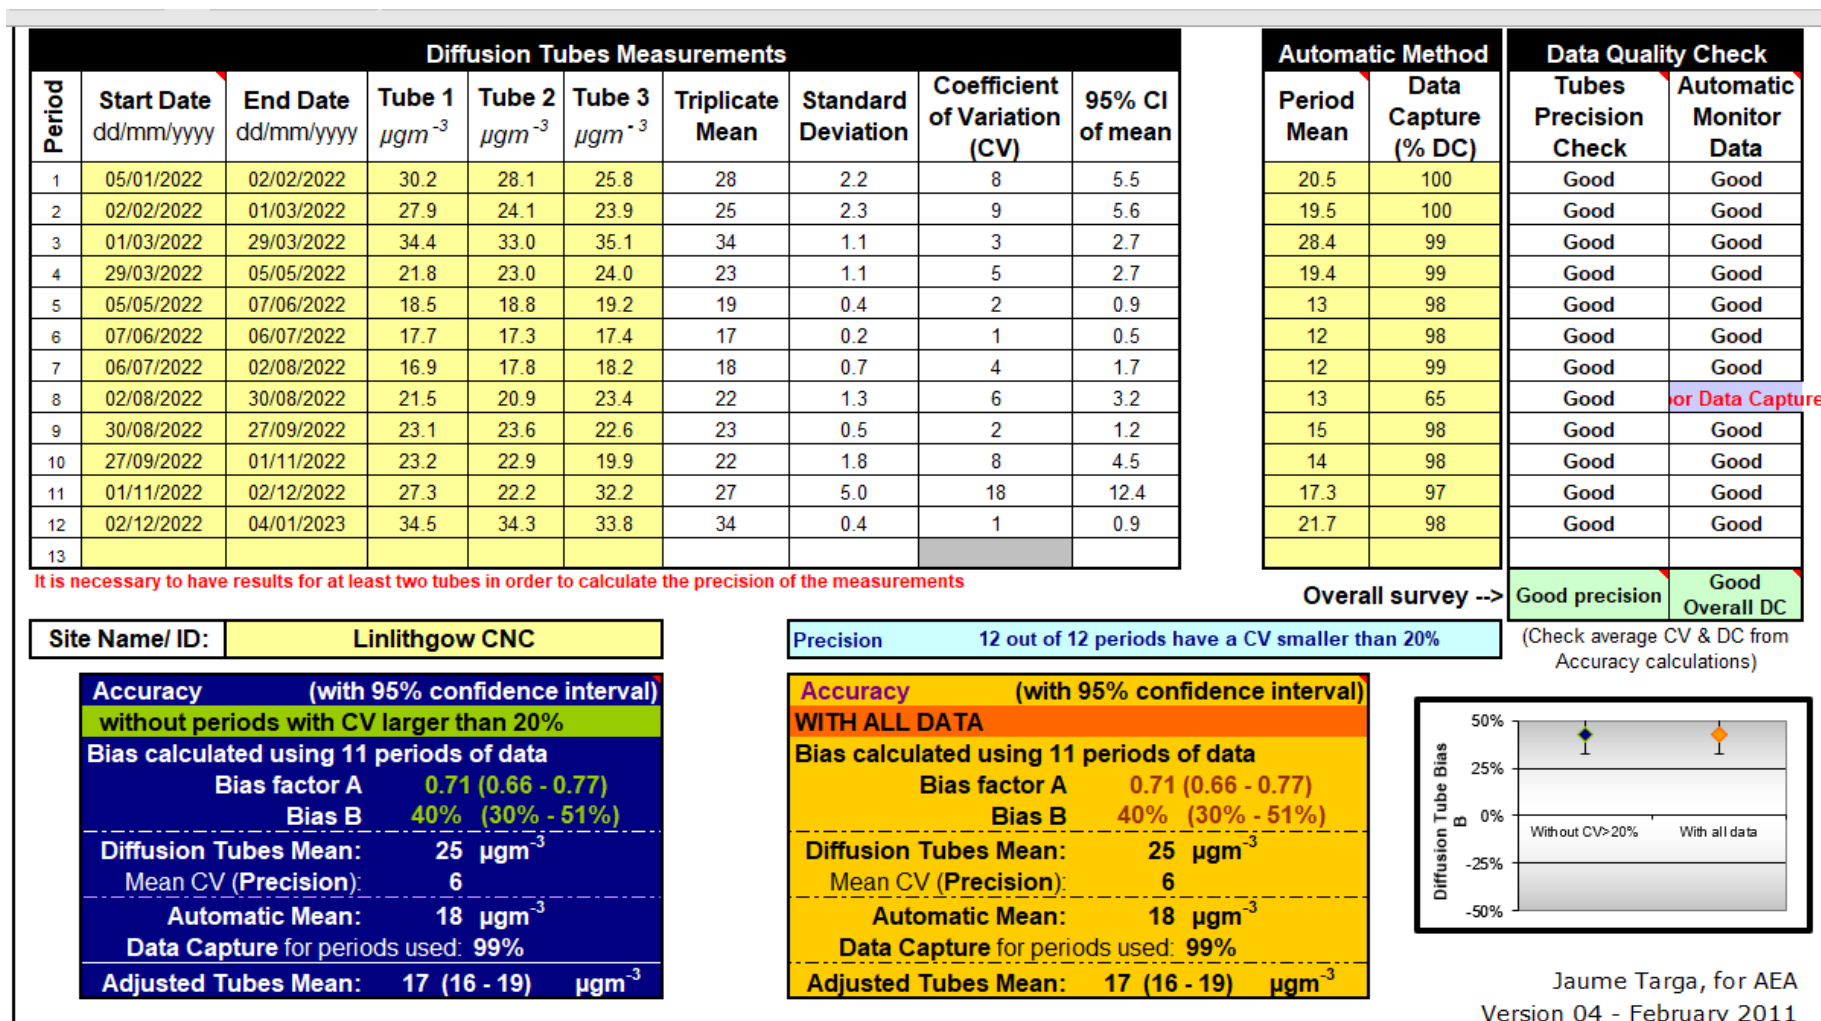 Diffusion Tubes Measurements
Automatic Method
Data Quality Check
Period
Start Date dd/mm/yyyy
End Date dd/mm/yyyy
Tube 1 µgm-3
Tube 2 µgm-3
Tube 3 µgm-3
Triplicate Mean
Standard Deviation
Coefficient of Variation (CV)
95% CI of mean
Period Mean
Data Capture (% DC)
Tubes Precision Check
Automatic Monitor Data
1 05/01/2022 02/02/2022 30.2 28.1 25.8 28 2.2 8 5.5 20.5 100 Good Good
2 02/02/2022 01/03/2022 27.9 24.1 23.9 25 2.3 9 5.6 19.5 100 Good Good
3 01/03/2022 29/03/2022 34.4 33.0 35.1 34 1.1 3 2.7 28.4 99 Good Good
4 29/03/2022 05/05/2022 21.8 23.0 24.0 23 1.1 5 2.7 19.4 99 Good Good
5 05/05/2022 07/06/2022 18.5 18.8 19.2 19 0.4 2 0.9 13 98 Good Good
6 07/06/2022 06/07/2022 17.7 17.3 17.4 17 0.2 1 0.5 12 98 Good Good
7 06/07/2022 02/08/2022 16.9 17.8 18.2 18 0.7 4 1.7 12 99 Good Good
8 02/08/2022 30/08/2022 21.5 20.9 23.4 22 1.3 6 3.2 13 65 Good or Data Capture
9 30/08/2022 27/09/2022 23.1 23.6 22.6 23 0.5 2 1.2 15 98 Good Good
10 27/09/2022 01/11/2022 23.2 22.9 19.9 22 1.8 8 4.5 14 98 Good Good
11 01/11/2022 02/12/2022 27.3 22.2 32.2 27 5.0 18 12.4 17.3 97 Good Good
12 02/12/2022 04/01/2023 34.5 34.3 33.8 34 0.4 1 0.9 21.7 98 Good Good
13
It is necessary to have results for at least two tubes in order to calculate the precision of the measurements
Overall survey --> Good precision Good Overall DC
Site Name/ ID: Linlithgow CNC
Precision 12 out of 12 periods have a CV smaller than 20%
(Check average CV & DC from
Accuracy calculations)
Accuracy (with 95% confidence interval)
without periods with CV larger than 20%
Bias calculated using 11 periods of data
Bias factor A 0.71 (0.66 - 0.77)
Bias B 40% (30% - 51%)
Diffusion Tubes Mean: 25 µgm-3
Mean CV (Precision): 6
Automatic Mean: 18 µgm-3
Data Capture for periods used: 99%
Adjusted Tubes Mean: 17 (16 - 19) µgm-3
Accuracy (with 95% confidence interval)
WITH ALL DATA
Bias calculated using 11 periods of data
Bias factor A 0.71 (0.66 - 0.77)
Bias B 40% (30% - 51%)
Diffusion Tubes Mean: 25 µgm-3
Mean CV (Precision): 6
Automatic Mean: 18 µgm-3
Data Capture for periods used: 99%
Adjusted Tubes Mean: 17 (16 - 19) µgm-3
Diffusion Tube Bias
B
50%
25%
0%
-25%
-50%
Without CV>20% With all data
Jaume Targa, for AEA
Version 04 - February 2011